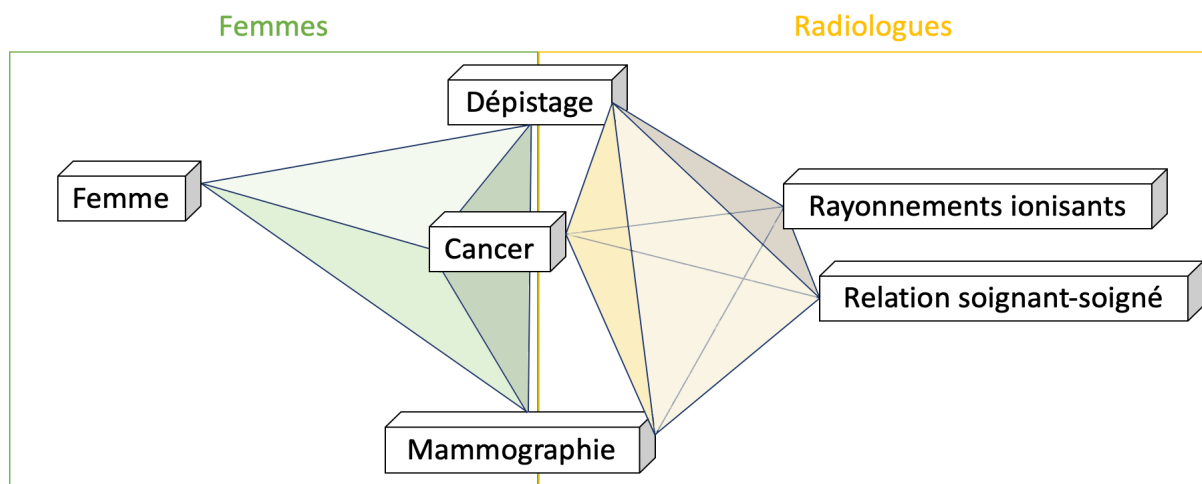 Femmes
Radiologues
Dépistage
Femme
Rayonnements ionisants
Cancer
Relation soignant-soigné
Mammographie